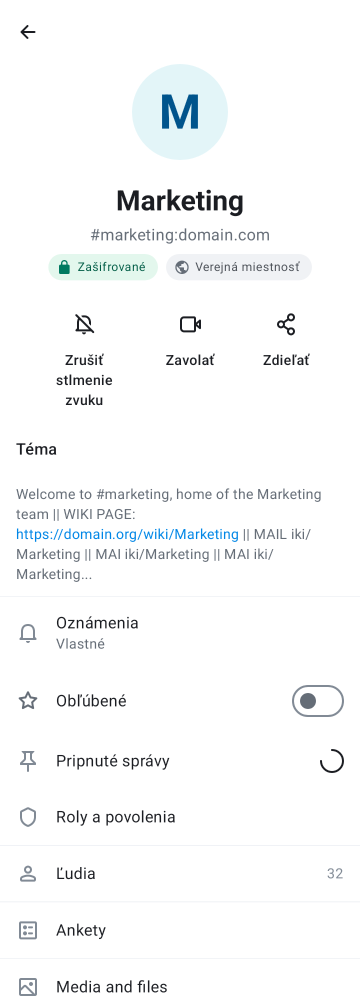 M
Marketing
#marketing:domain.com
Zašifrované
Verejná miestnosť
Zrušiť
stlmenie
zvuku
Zavolať
Zdieľať
Téma
Welcome to #marketing, home of the Marketing
team || WIKI PAGE:
https://domain.org/wiki/Marketing || MAIL iki/
Marketing || MAI iki/Marketing || MAI iki/
Marketing...
Oznámenia
Vlastné
Obľúbené
Pripnuté správy
Roly a povolenia
Ľudia 32
Ankety
Media and files